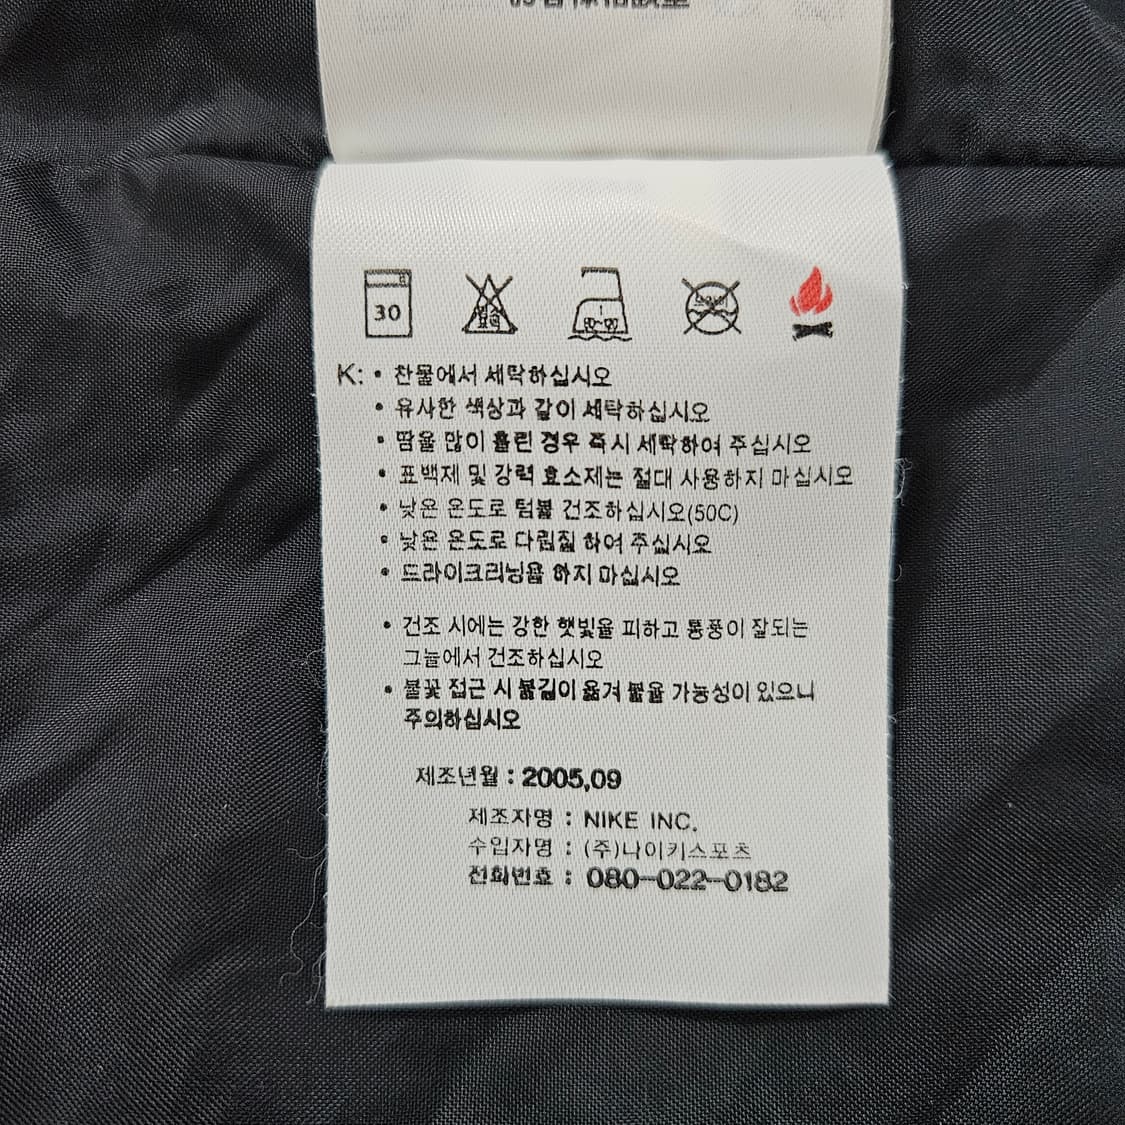 30
염소
K: • 찬물에서 세탁하십시오
• 유사한 색상과 같이 세탁하십시오
• 땀을 많이 흘린 경우 즉시 세탁하여 주십시오
• 표백제 및 강력 효소제는 절대 사용하지 마십시오
• 낮은 온도로 텀블 건조하십시오(50C)
• 낮은 온도로 다림질 하여 주십시오
• 드라이크리닝을 하지 마십시오
• 건조 시에는 강한 햇빛을 피하고 통풍이 잘되는
그늘에서 건조하십시오
• 불꽃 접근 시 불길이 옮겨 붙을 가능성이 있으니
주의하십시오
제조년월 : 2005,09
제조자명 : NIKE INC.
수입자명 : (주)나이키스포츠
전화번호 : 080-022-0182